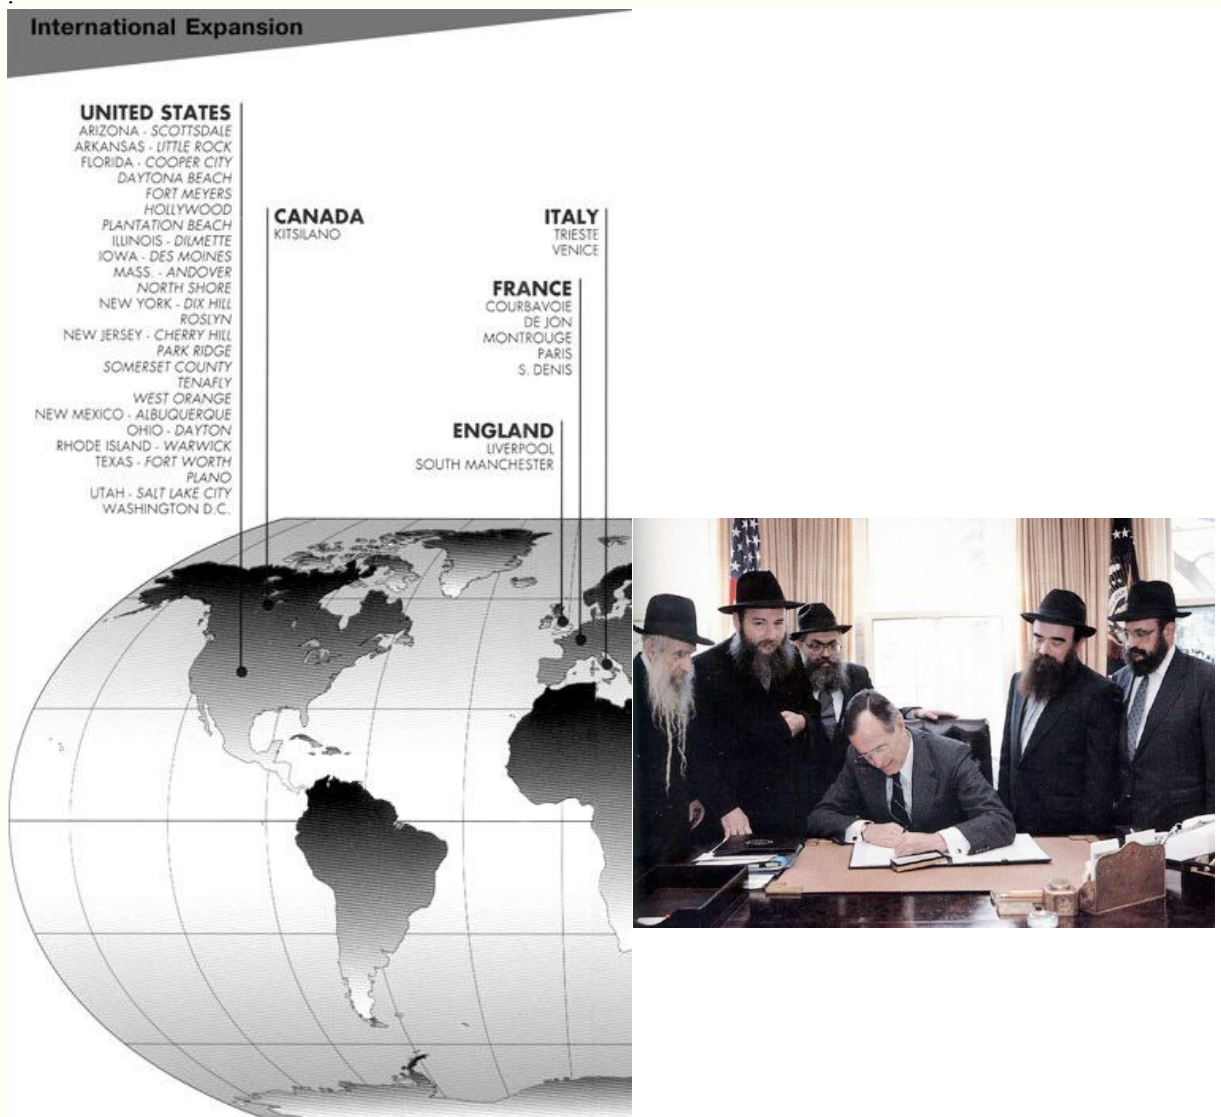 International Expansion
UNITED STATES
ARIZONA - SCOTTSDALE
ARKANSAS - LITTLE ROCK
FLORIDA - COOPER CITY
DAYTONA BEACH
FORT MEYERS
HOLLYWOOD
PLANTATION BEACH
ILLINOIS - DILMETTE
IOWA - DES MOINES
MASS. - ANDOVER
NORTH SHORE
NEW YORK - DIX HILL
ROSLYN
NEW JERSEY - CHERRY HILL
PARK RIDGE
SOMERSET COUNTY
TENAFLY
WEST ORANGE
NEW MEXICO - ALBUQUERQUE
OHIO - DAYTON
RHODE ISLAND - WARWICK
TEXAS - FORT WORTH
PLANO
UTAH - SALT LAKE CITY
WASHINGTON D.C.
CANADA
KITSILANO
ITALY
TRIESTE
VENICE
FRANCE
COURBAVOIE
DE JON
MONTROUGE
PARIS
S. DENIS
ENGLAND
LIVERPOOL
SOUTH MANCHESTER